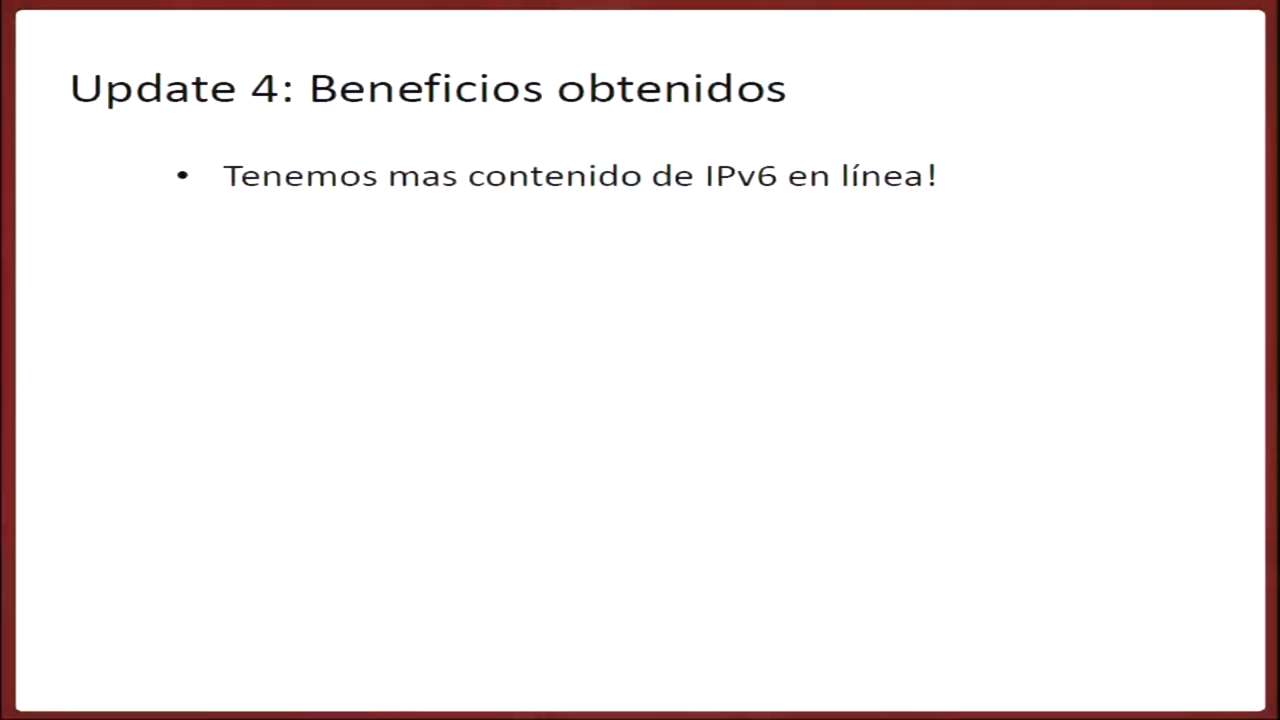 Update 4: Beneficios obtenidos
• Tenemos mas contenido de IPv6 en línea!